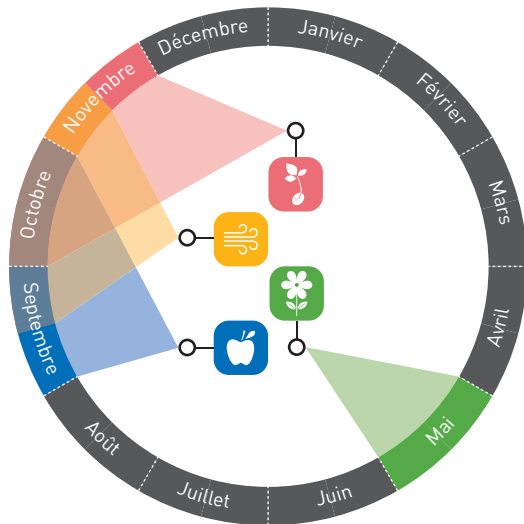 Janvier
Février
Mars
Avril
Mai
Juin
Juillet
Août
Septembre
Octobre
Novembre
Décembre